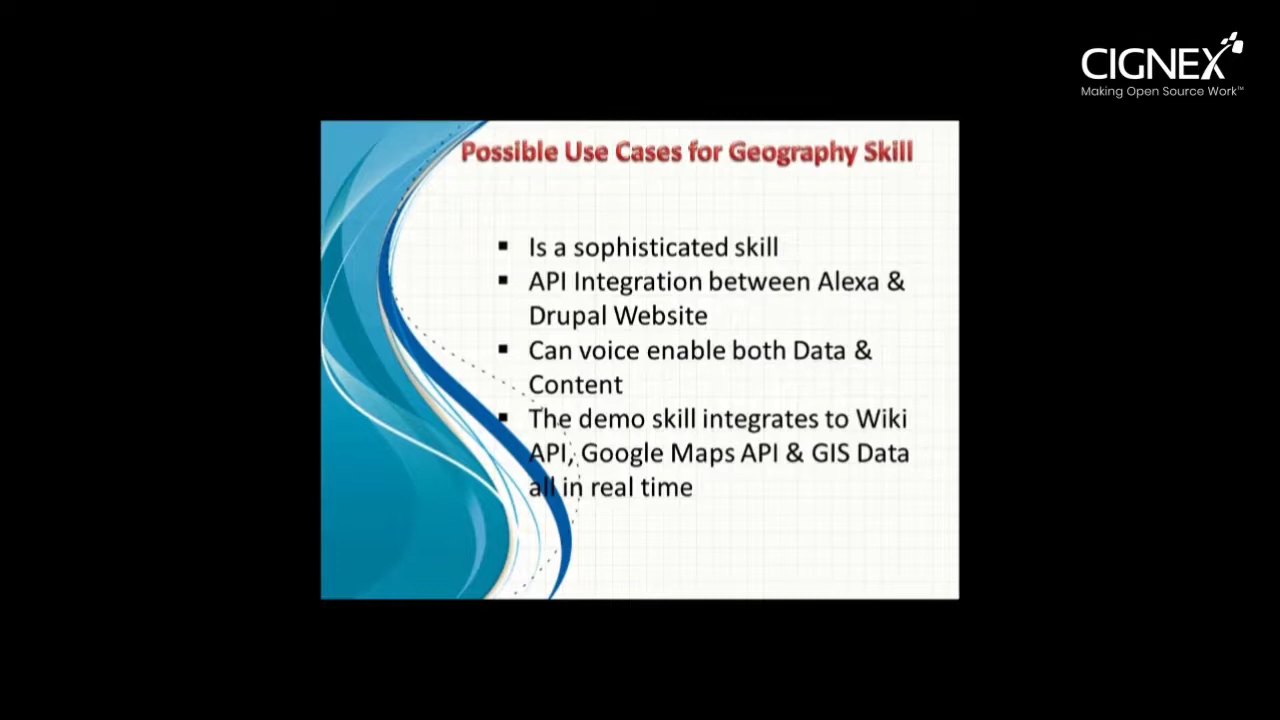 CIGNEX
Making Open Source Work™
Possible Use Cases for Geography Skill
▪ Is a sophisticated skill
▪ API Integration between Alexa &
Drupal Website
▪ Can voice enable both Data &
Content
▪ The demo skill integrates to Wiki
API, Google Maps API & GIS Data
all in real time